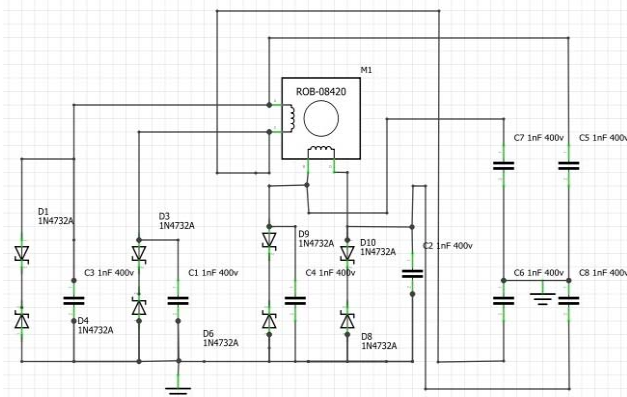 M1
ROB-08420
C7 1nF 400v
C5 1nF 400v
D1
1N4732A
D3
1N4732A
D9
1N4732A
D10
1N4732A
C2 1nF 400v
C3 1nF 400v
C1 1nF 400v
C4 1nF 400v
C6 1nF 400v
C8 1nF 400v
D4
1N4732A
D6
1N4732A
D8
1N4732A